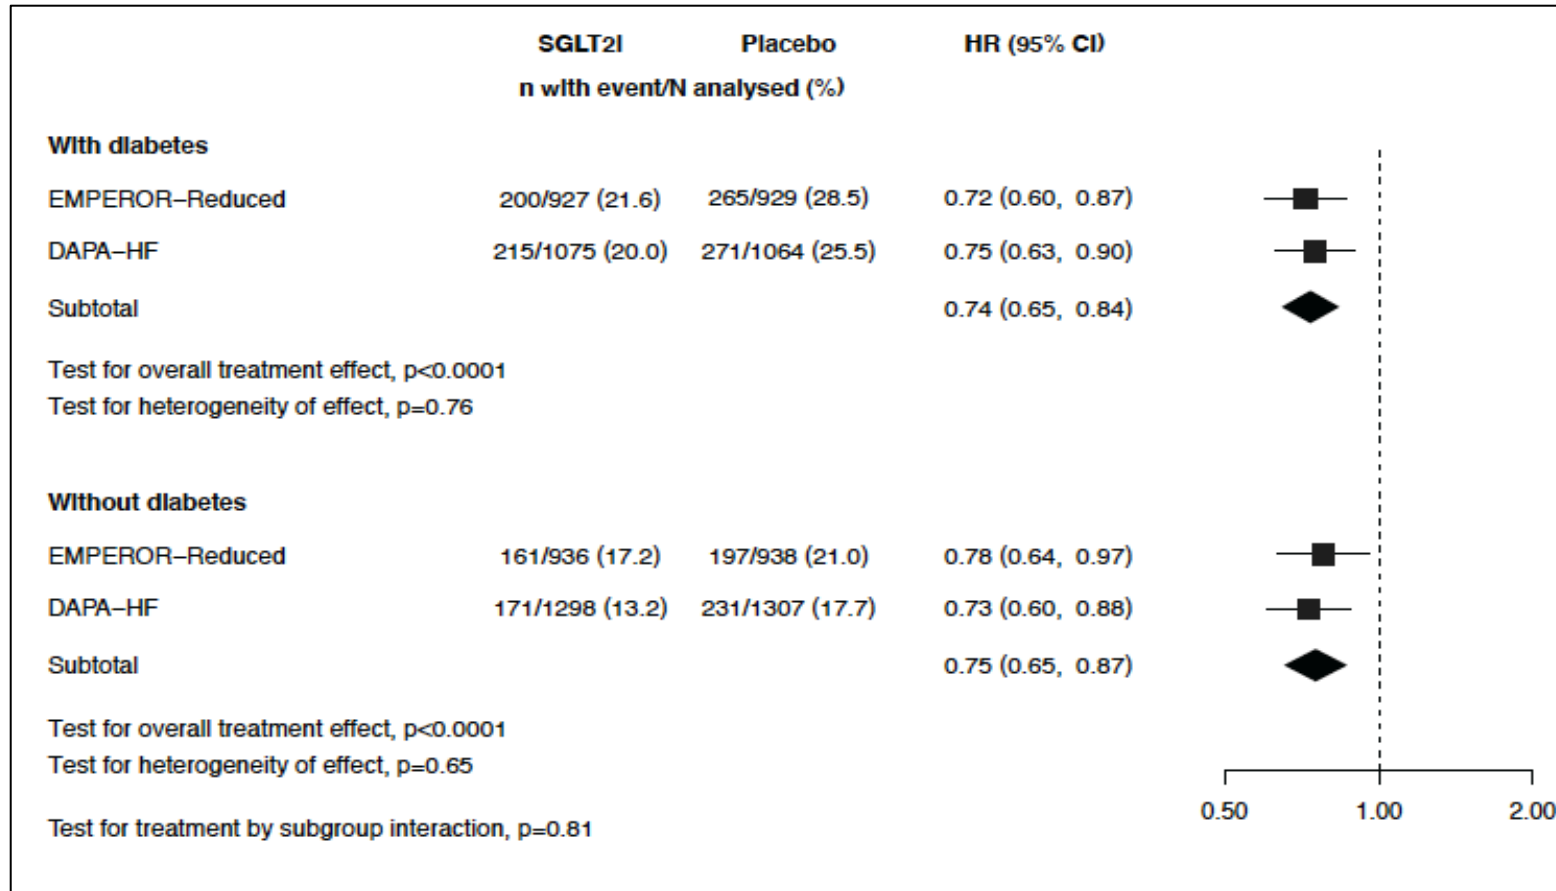 SGLT2I Placebo HR (95% CI)
n with event/N analysed (%)
With diabetes
EMPEROR–Reduced 200/927 (21.6) 265/929 (28.5) 0.72 (0.60, 0.87)
DAPA–HF 215/1075 (20.0) 271/1064 (25.5) 0.75 (0.63, 0.90)
Subtotal 0.74 (0.65, 0.84)
Test for overall treatment effect, p<0.0001
Test for heterogeneity of effect, p=0.76
Without diabetes
EMPEROR–Reduced 161/936 (17.2) 197/938 (21.0) 0.78 (0.64, 0.97)
DAPA–HF 171/1298 (13.2) 231/1307 (17.7) 0.73 (0.60, 0.88)
Subtotal 0.75 (0.65, 0.87)
Test for overall treatment effect, p<0.0001
Test for heterogeneity of effect, p=0.65
Test for treatment by subgroup interaction, p=0.81
0.50 1.00 2.00